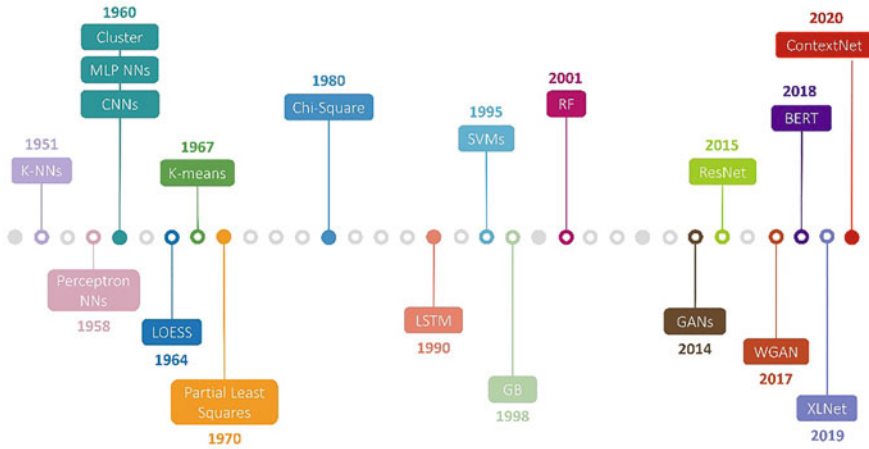 1960
Cluster
MLP NNs
CNNs
1951
K-NNs
1967
K-means
1980
Chi-Square
1995
SVMs
2001
RF
2015
ResNet
2018
BERT
2020
ContextNet
Perceptron
NNs
1958
LOESS
1964
Partial Least
Squares
1970
LSTM
1990
GB
1998
GANs
2014
WGAN
2017
XLNet
2019